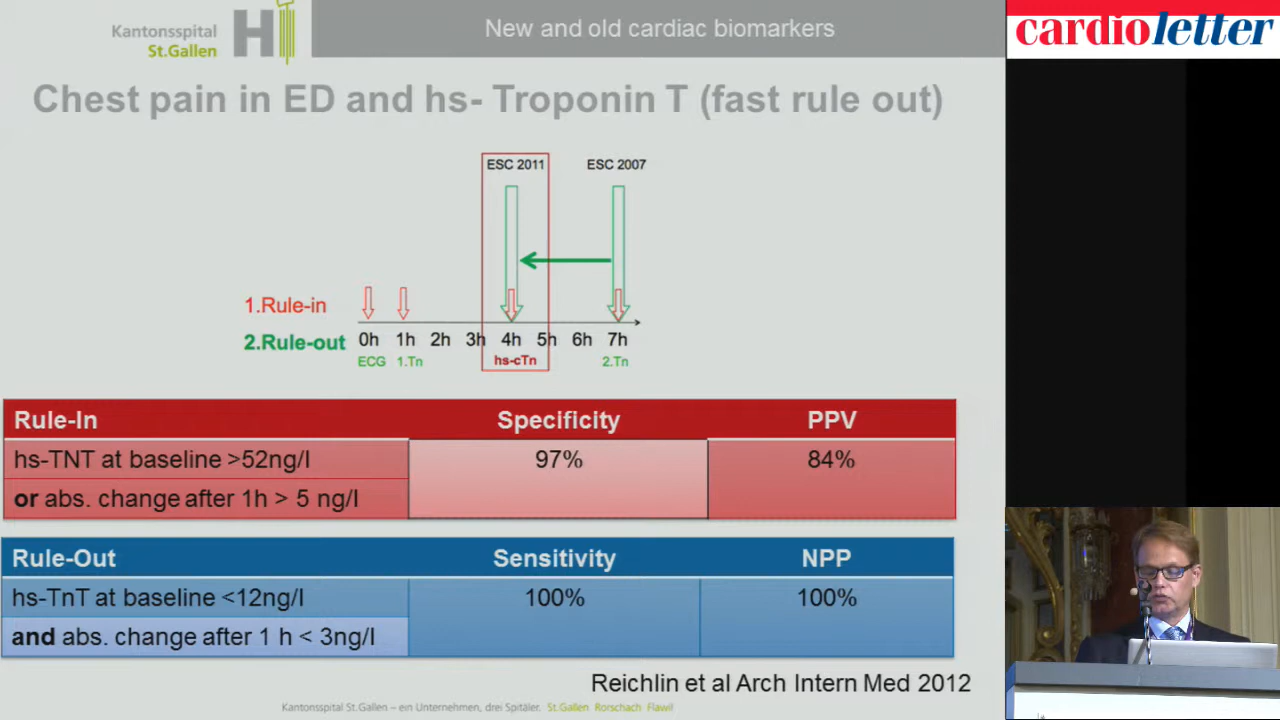 Kantonsspital
St.Gallen
New and old cardiac biomarkers
cardioletter
Chest pain in ED and hs- Troponin T (fast rule out)
ESC 2011
ESC 2007
1.Rule-in
2.Rule-out
0h 1h 2h 3h 4h 5h 6h 7h
ECG 1.Tn hs-cTn 2.Tn
Rule-In Specificity PPV
hs-TNT at baseline >52ng/l 97% 84%
or abs. change after 1h > 5 ng/l
Rule-Out Sensitivity NPP
hs-TnT at baseline <12ng/l 100% 100%
and abs. change after 1 h < 3ng/l
Reichlin et al Arch Intern Med 2012
Kantonsspital St.Gallen – ein Unternehmen, drei Spitäler. St.Gallen Rorschach Flawil